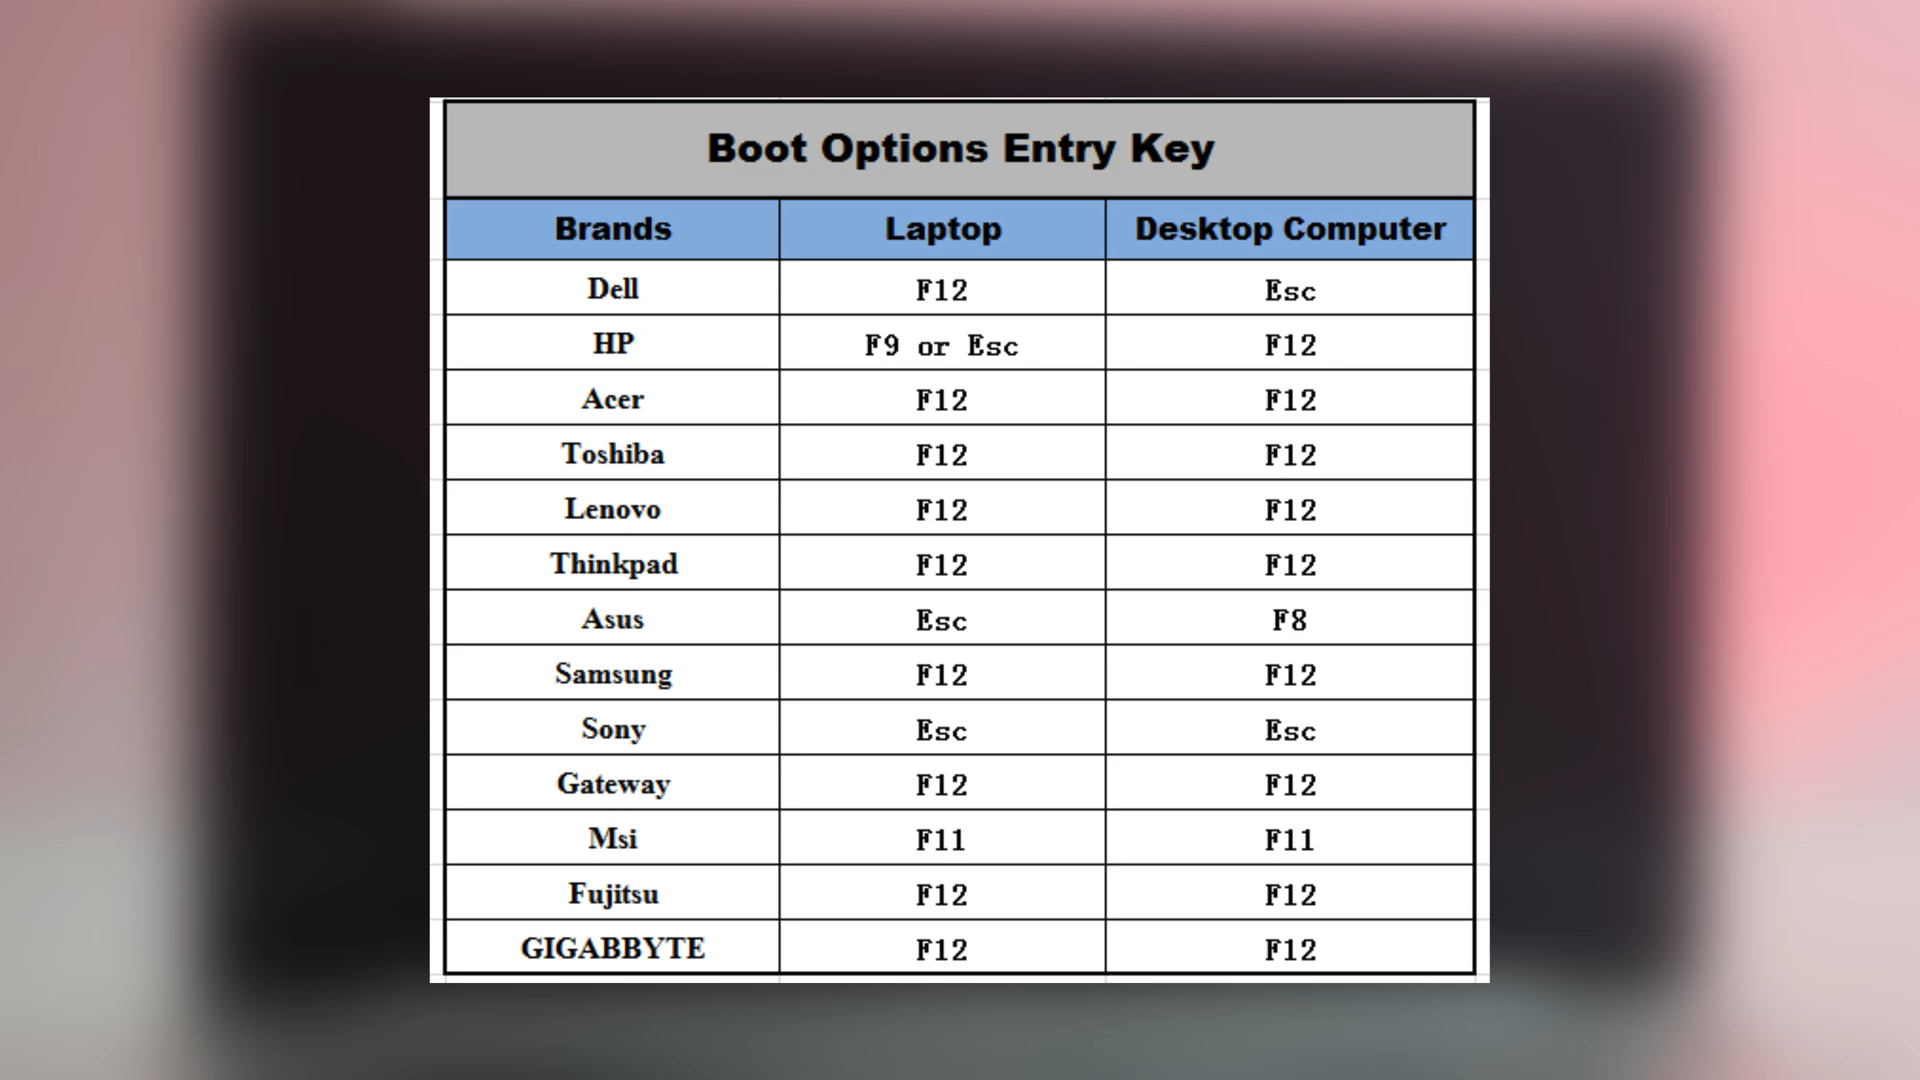 Boot Options Entry Key
Brands Laptop Desktop Computer
Dell F12 Esc
HP F9 or Esc F12
Acer F12 F12
Toshiba F12 F12
Lenovo F12 F12
Thinkpad F12 F12
Asus Esc F8
Samsung F12 F12
Sony Esc Esc
Gateway F12 F12
Msi F11 F11
Fujitsu F12 F12
GIGABBYTE F12 F12